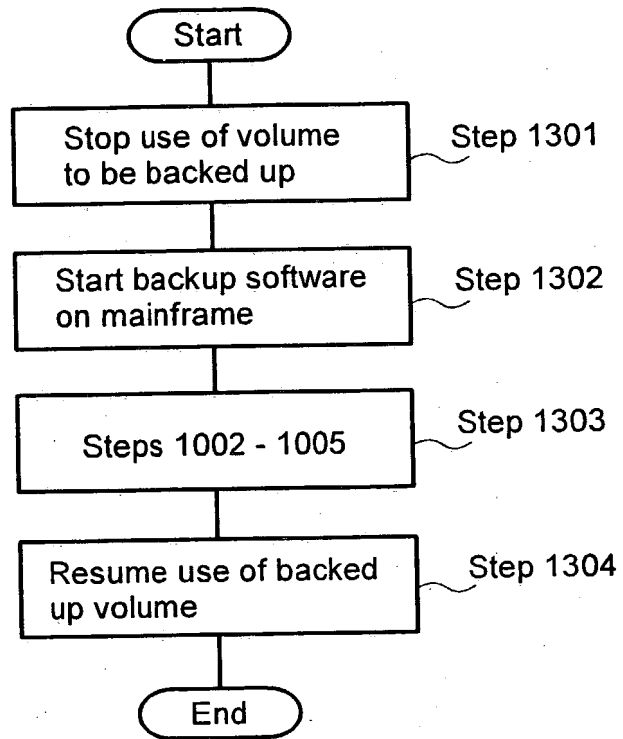 Start
Stop use of volume
to be backed up
Step 1301
Start backup software
on mainframe
Step 1302
Steps 1002 - 1005
Step 1303
Resume use of backed
up volume
Step 1304
End